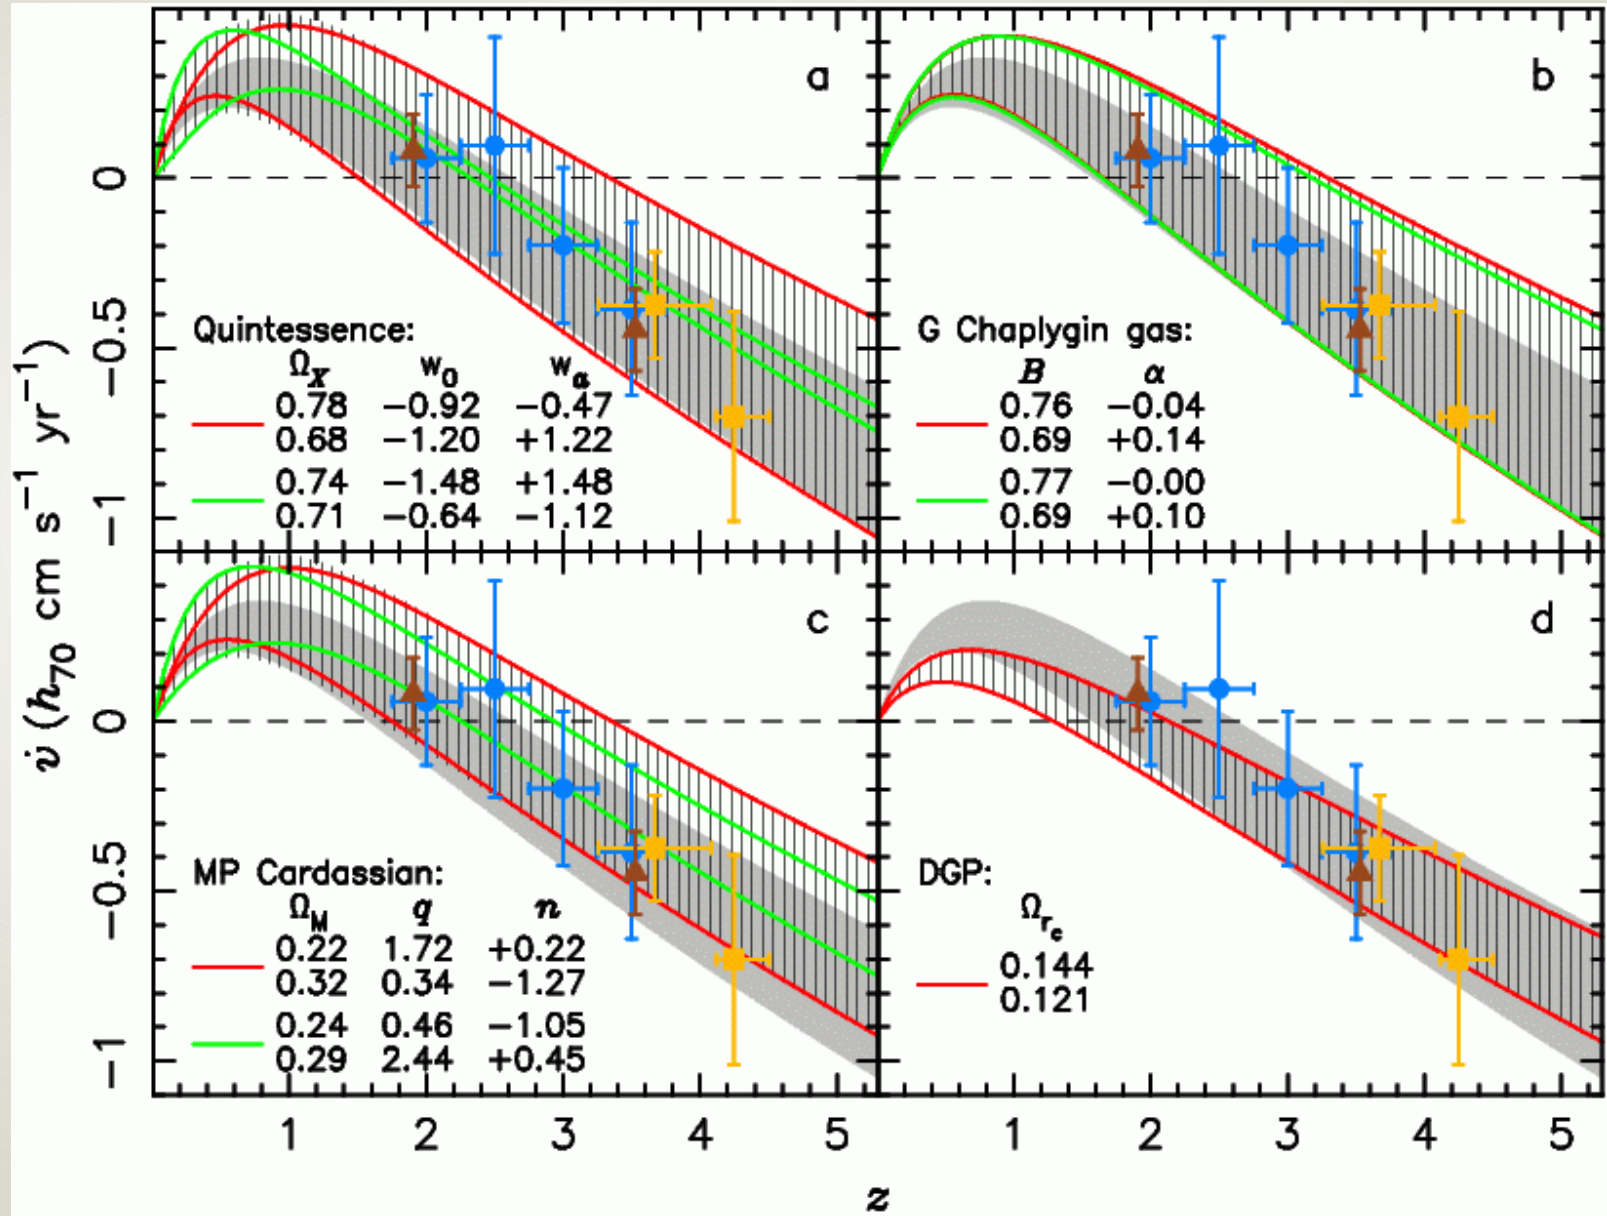 a
0
−0.5
−1
Quintessence:
Ω_X w_0 w_a
0.78 −0.92 −0.47
0.68 −1.20 +1.22
0.74 −1.48 +1.48
0.71 −0.64 −1.12
b
G Chaplygin gas:
B α
0.76 −0.04
0.69 +0.14
0.77 −0.00
0.69 +0.10
v̇ (h_70 cm s^−1 yr^−1)
c
0
−0.5
−1
MP Cardassian:
Ω_M q n
0.22 1.72 +0.22
0.32 0.34 −1.27
0.24 0.46 −1.05
0.29 2.44 +0.45
d
DGP:
Ω_r_c
0.144
0.121
1 2 3 4 5 1 2 3 4 5
z